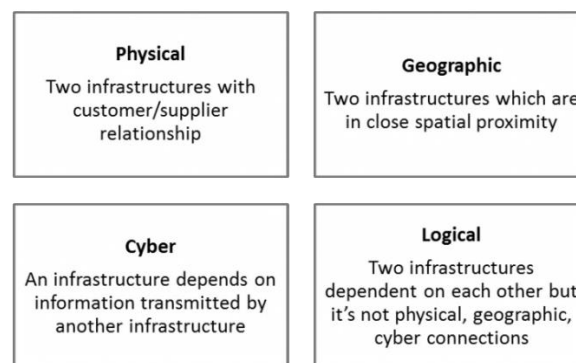 Physical
Two infrastructures with
customer/supplier
relationship
Geographic
Two infrastructures which are
in close spatial proximity
Cyber
An infrastructure depends on
information transmitted by
another infrastructure
Logical
Two infrastructures
dependent on each other but
it's not physical, geographic,
cyber connections